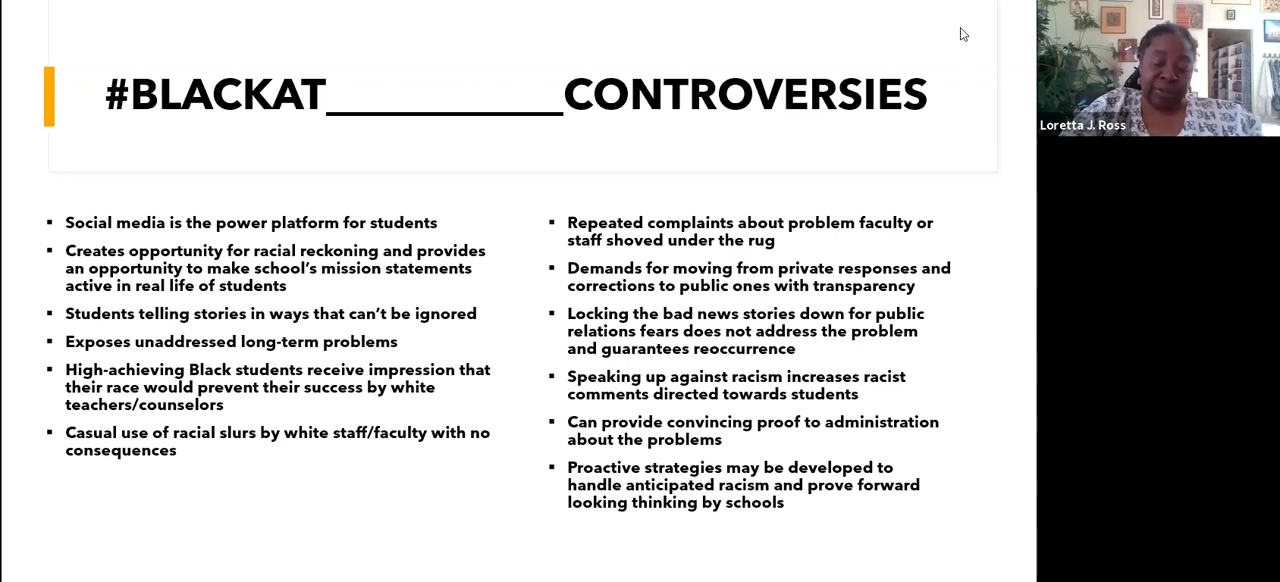 #BLACKAT__________CONTROVERSIES
▪ Social media is the power platform for students
▪ Creates opportunity for racial reckoning and provides
an opportunity to make school’s mission statements
active in real life of students
▪ Students telling stories in ways that can’t be ignored
▪ Exposes unaddressed long-term problems
▪ High-achieving Black students receive impression that
their race would prevent their success by white
teachers/counselors
▪ Casual use of racial slurs by white staff/faculty with no
consequences
▪ Repeated complaints about problem faculty or
staff shoved under the rug
▪ Demands for moving from private responses and
corrections to public ones with transparency
▪ Locking the bad news stories down for public
relations fears does not address the problem
and guarantees reoccurrence
▪ Speaking up against racism increases racist
comments directed towards students
▪ Can provide convincing proof to administration
about the problems
▪ Proactive strategies may be developed to
handle anticipated racism and prove forward
looking thinking by schools
Loretta J. Ross